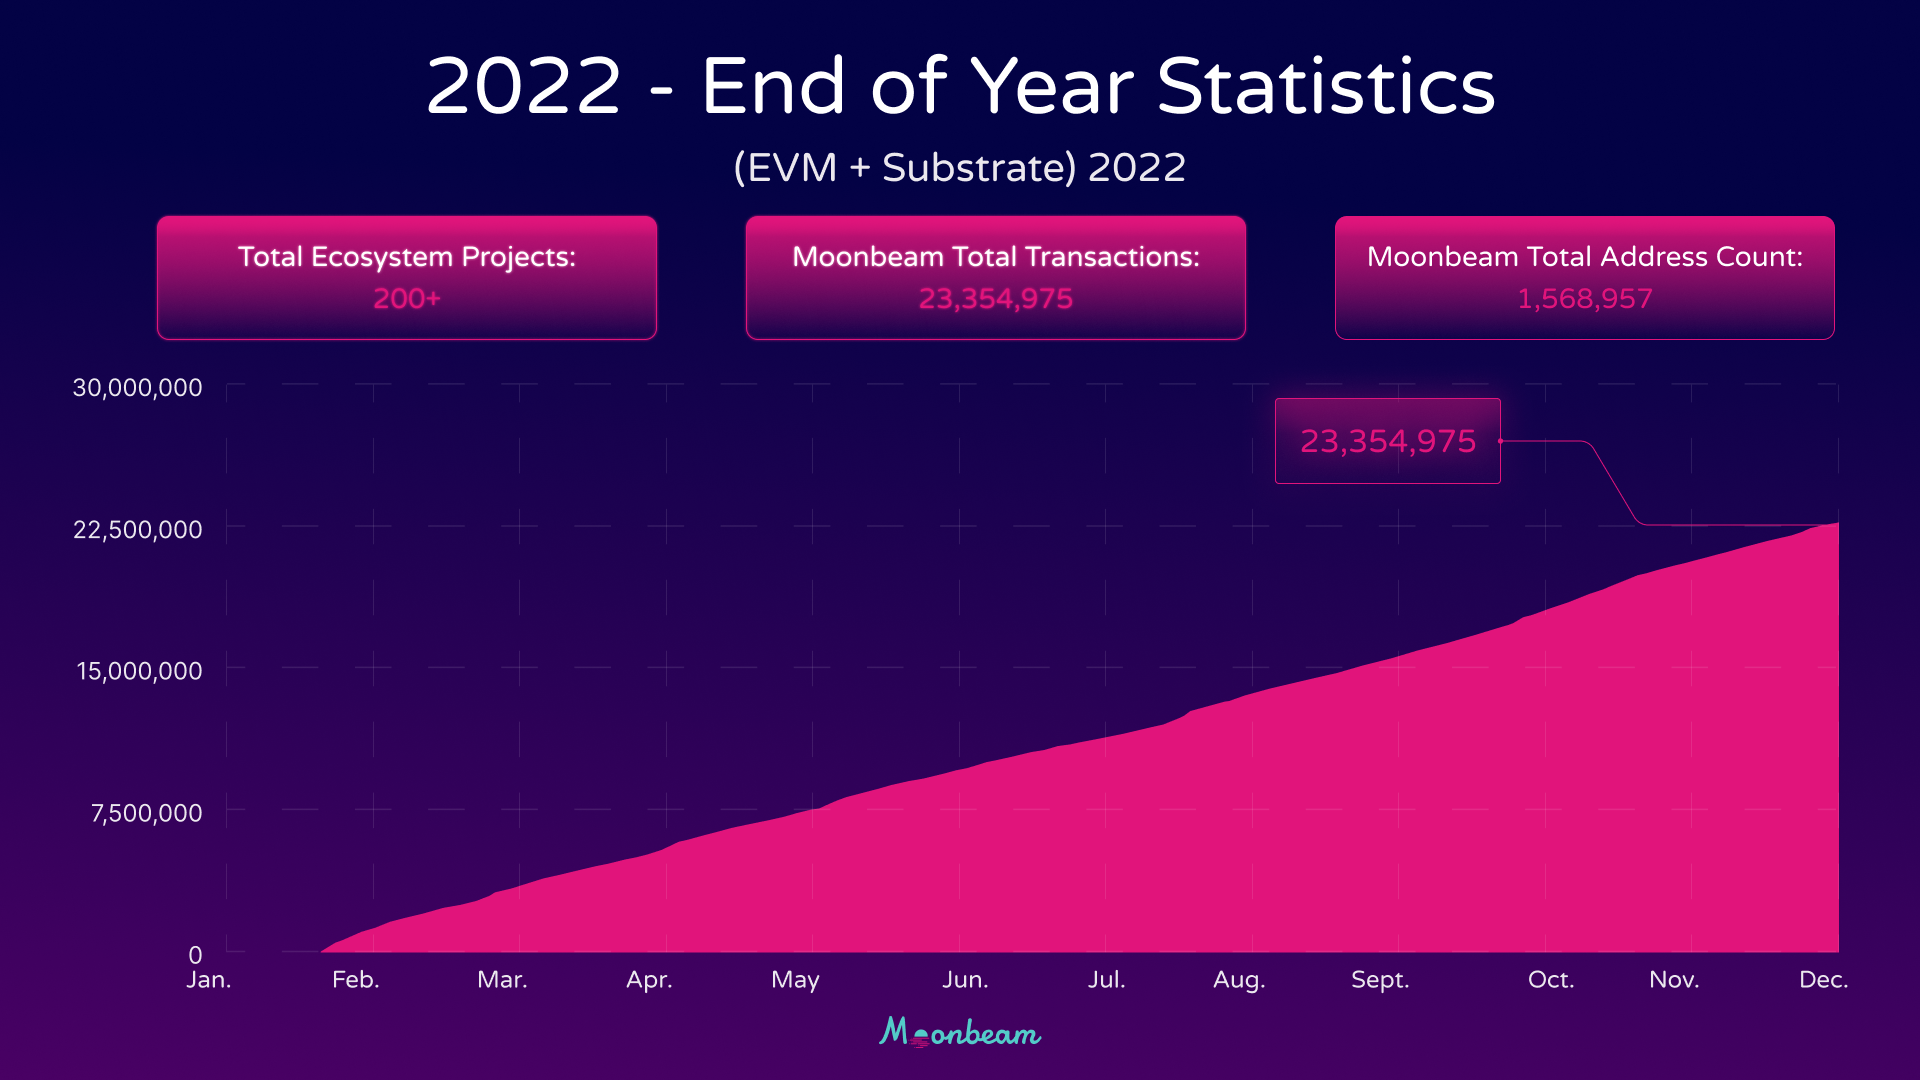 2022 - End of Year Statistics
(EVM + Substrate) 2022
Total Ecosystem Projects:
200+
Moonbeam Total Transactions:
23,354,975
Moonbeam Total Address Count:
1,568,957
30,000,000
23,354,975
22,500,000
15,000,000
7,500,000
0
Jan. Feb. Mar. Apr. May Jun. Jul. Aug. Sept. Oct. Nov. Dec.
Moonbeam